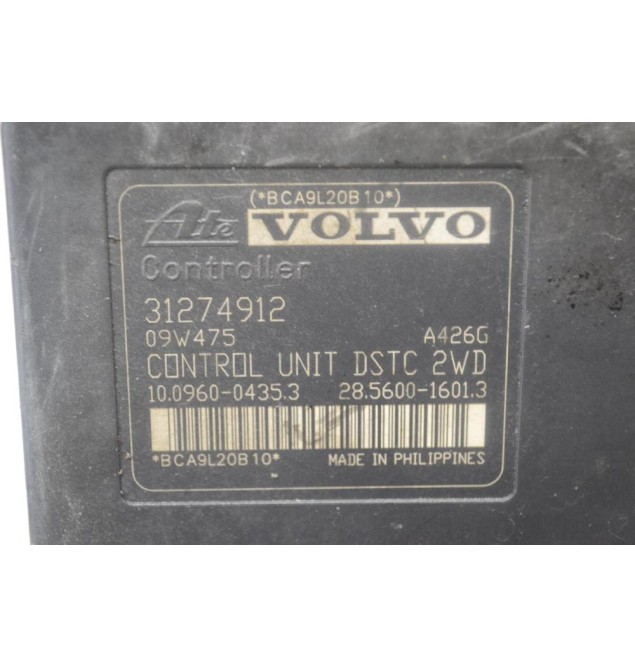 (*BCA9L20B10*)
Ate VOLVO
Controller
31274912
09W475 A426G
CONTROL UNIT DSTC 2WD
10.0960-0435.3 28.5600-1601.3
*BCA9L20B10* MADE IN PHILIPPINES